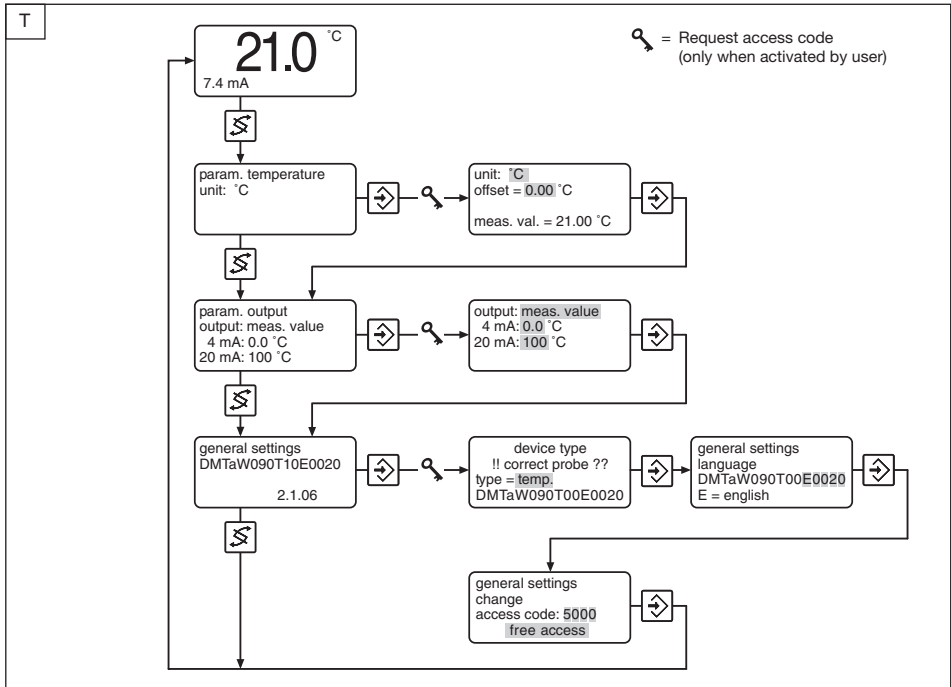 T
21.0 °C
7.4 mA
= Request access code
(only when activated by user)
param. temperature
unit: °C
unit: °C
offset = 0.00 °C
meas. val. = 21.00 °C
param. output
output: meas. value
4 mA: 0.0 °C
20 mA: 100 °C
output: meas. value
4 mA: 0.0 °C
20 mA: 100 °C
general settings
DMTaW090T10E0020
2.1.06
device type
!! correct probe ??
type = temp.
DMTaW090T00E0020
general settings
language
DMTaW090T00E0020
E = english
general settings
change
access code: 5000
free access